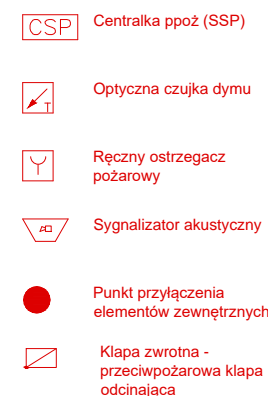 CSP Centralka ppoż (SSP)
Optyczna czujka dymu
T
Ręczny ostrzegacz
pożarowy
Sygnalizator akustyczny
Punkt przyłączenia
elementów zewnętrznych
Klapa zwrotna -
przeciwpożarowa klapa
odcinająca